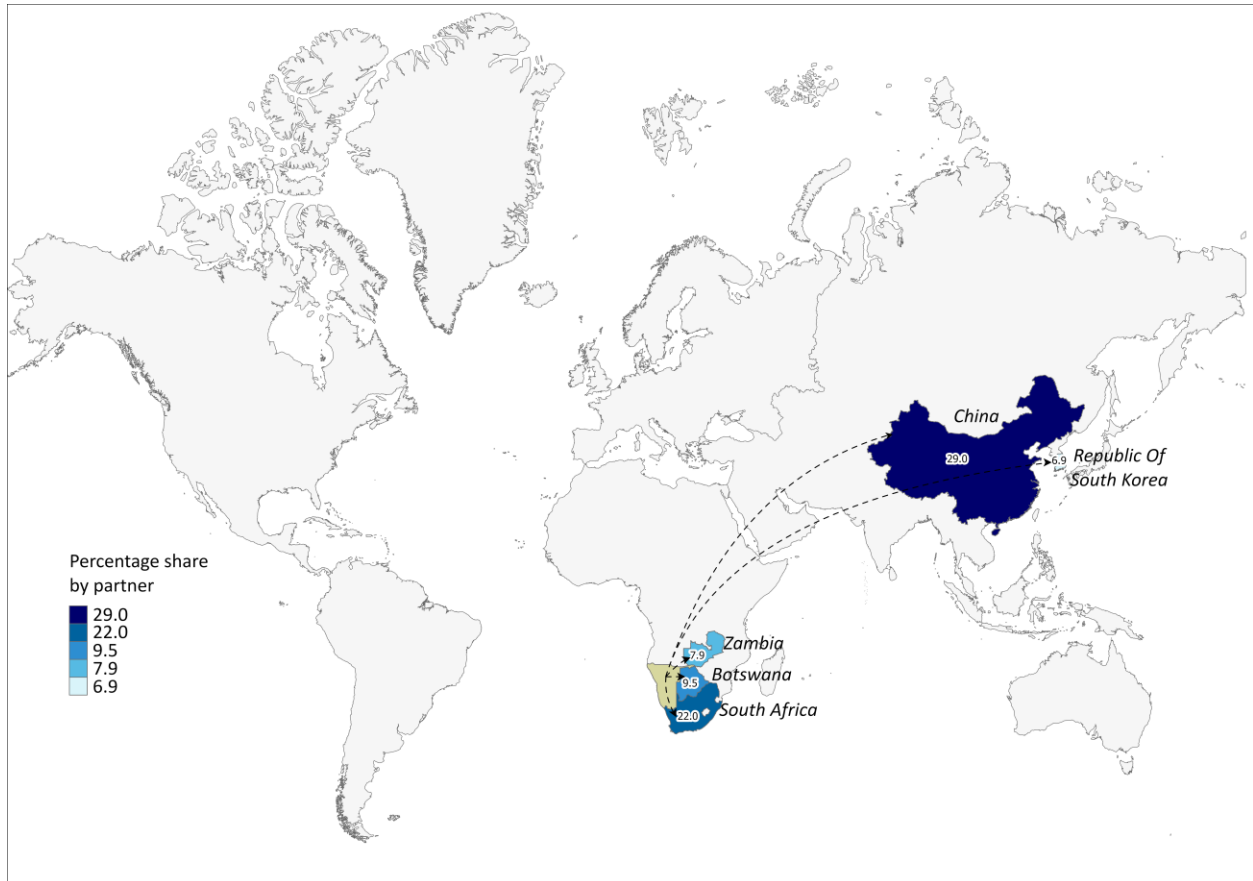 China
29.0
6.9
Republic Of
South Korea
Percentage share
by partner
29.0
22.0
9.5
7.9
6.9
Zambia
7.9
Botswana
9.5
South Africa
22.0